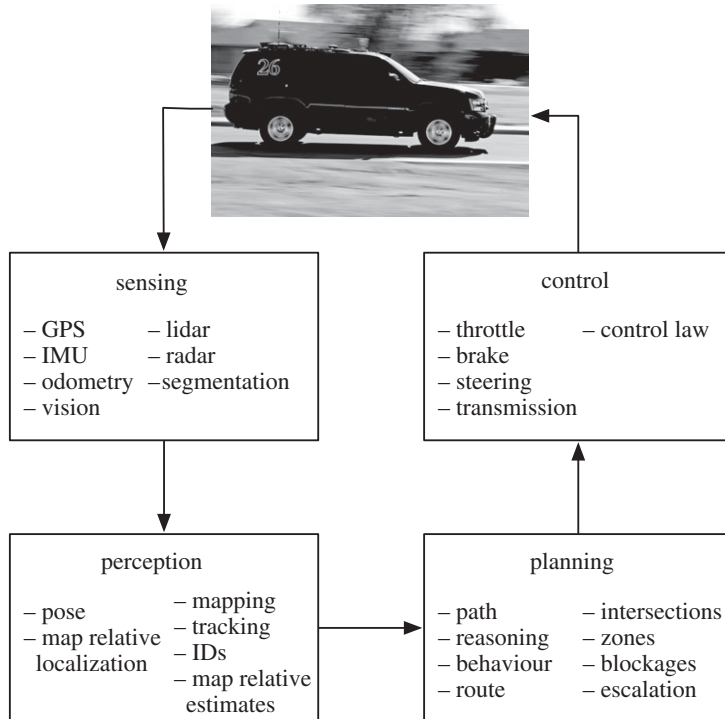 26
sensing
– GPS
– IMU
– odometry
– vision
– lidar
– radar
–segmentation
control
– throttle
– brake
– steering
– transmission
– control law
perception
– pose
– map relative
localization
– mapping
– tracking
– IDs
– map relative
estimates
planning
– path
– reasoning
– behaviour
– route
– intersections
– zones
– blockages
– escalation